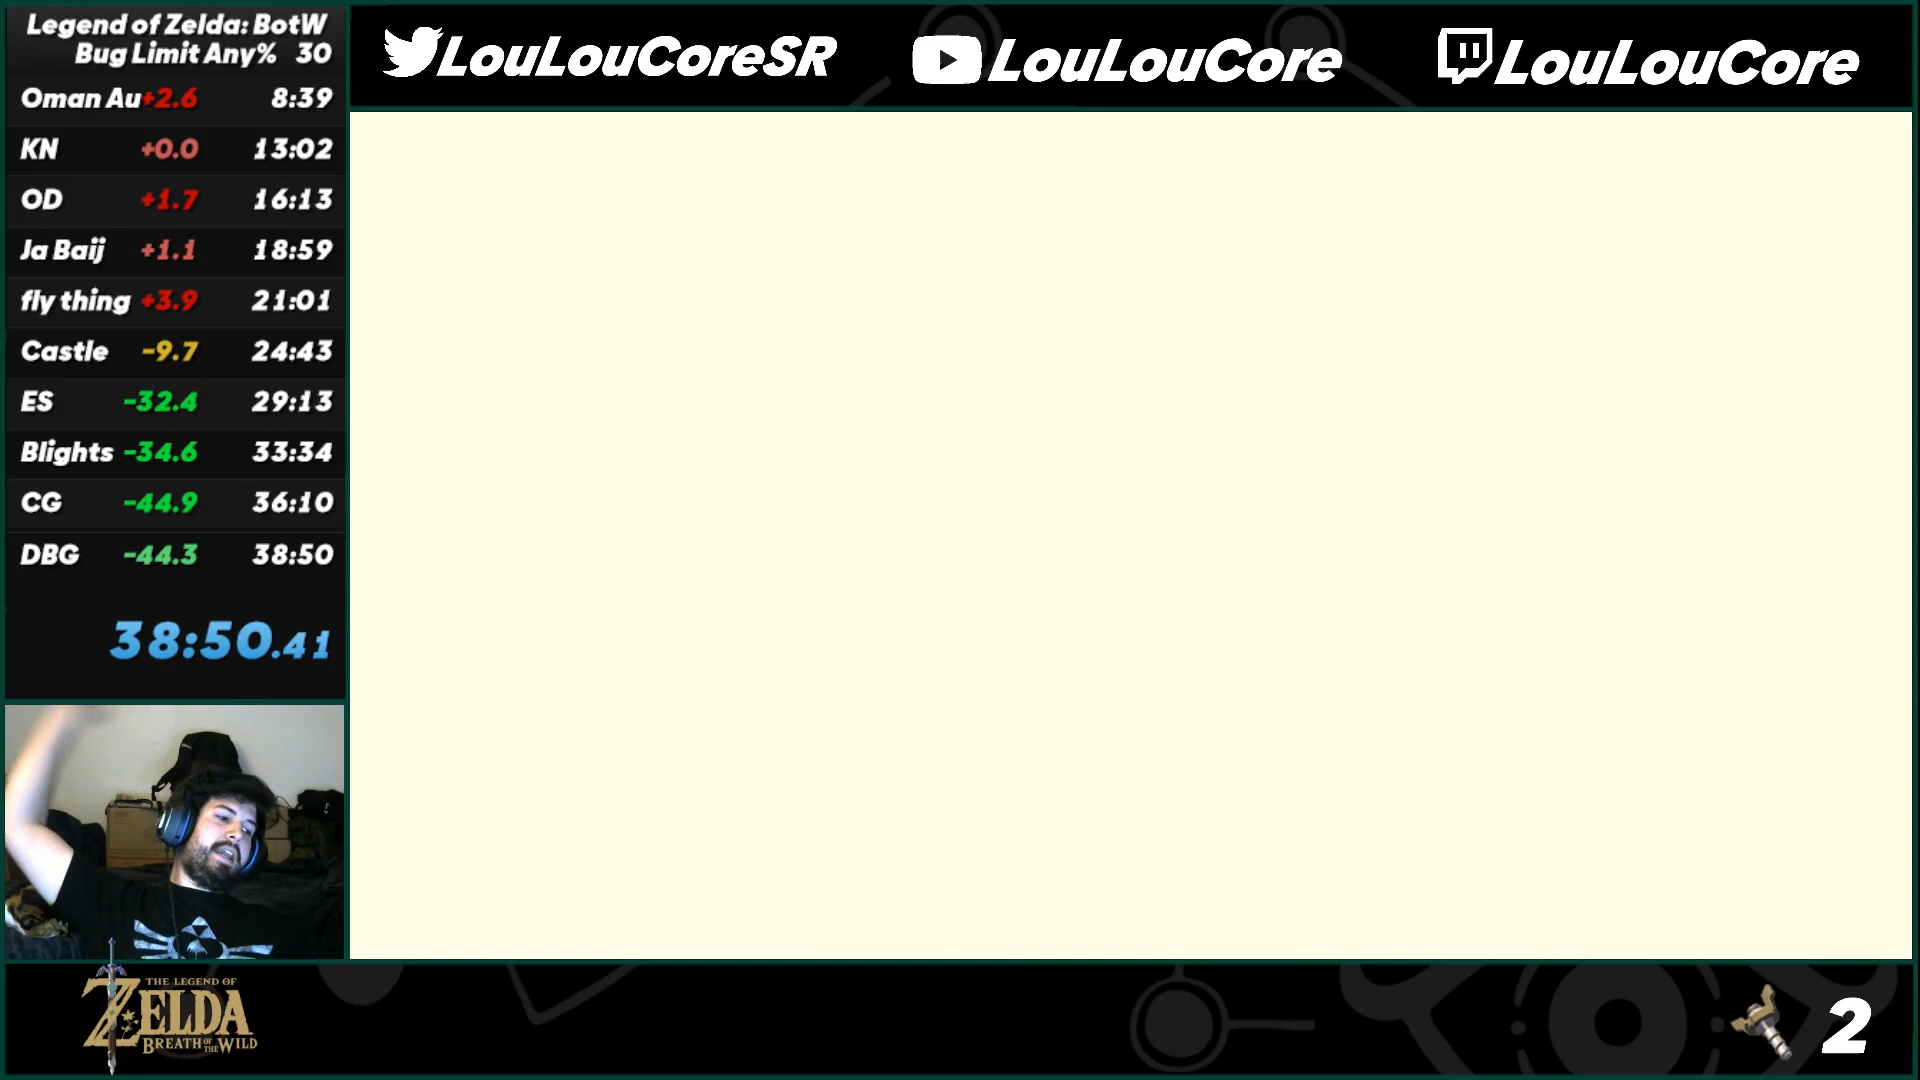 Legend of Zelda: BotW
Bug Limit Any% 30
Oman Au +2.6 8:39
KN +0.0 13:02
OD +1.7 16:13
Ja Baij +1.1 18:59
fly thing +3.9 21:01
Castle -9.7 24:43
ES -32.4 29:13
Blights -34.6 33:34
CG -44.9 36:10
DBG -44.3 38:50
38:50.41
LouLouCoreSR LouLouCore LouLouCore
THE LEGEND OF
ZELDA
BREATH OF THE WILD
2